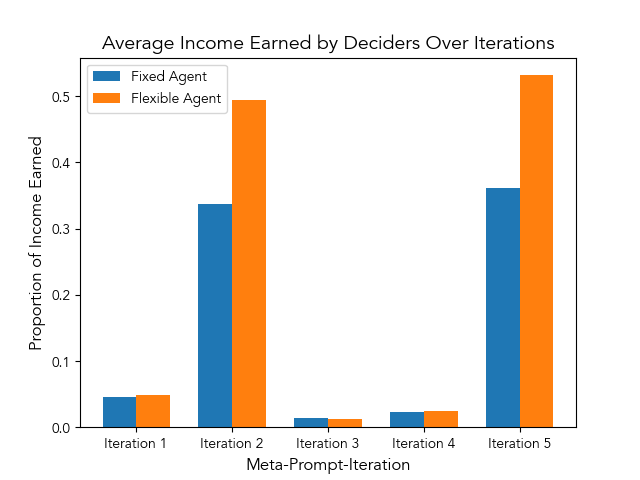 Average Income Earned by Deciders Over Iterations
Fixed Agent
Flexible Agent
Proportion of Income Earned
0.5
0.4
0.3
0.2
0.1
0.0
Iteration 1 Iteration 2 Iteration 3 Iteration 4 Iteration 5
Meta-Prompt-Iteration